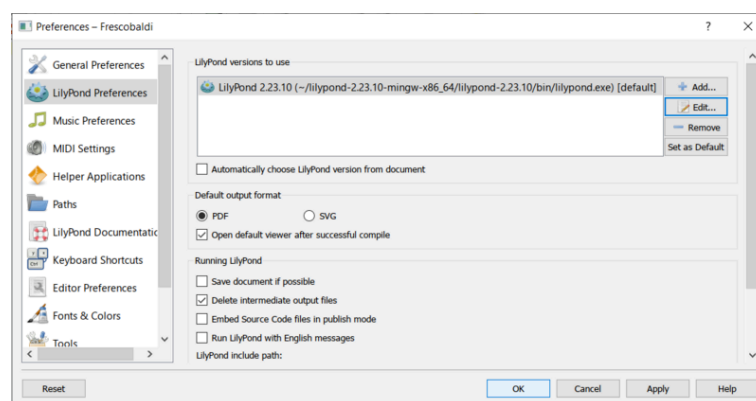 Preferences – Frescobaldi
?
General Preferences
LilyPond Preferences
Music Preferences
MIDI Settings
Helper Applications
Paths
LilyPond Documentatic
Keyboard Shortcuts
Editor Preferences
Fonts & Colors
Tools
LilyPond versions to use
LilyPond 2.23.10 (~/lilypond-2.23.10-mingw-x86_64/lilypond-2.23.10/bin/lilypond.exe) [default]
Add...
Edit...
Remove
Set as Default
Automatically choose LilyPond version from document
Default output format
PDF SVG
Open default viewer after successful compile
Running LilyPond
Save document if possible
Delete intermediate output files
Embed Source Code files in publish mode
Run LilyPond with English messages
LilyPond include path:
Reset OK Cancel Apply Help